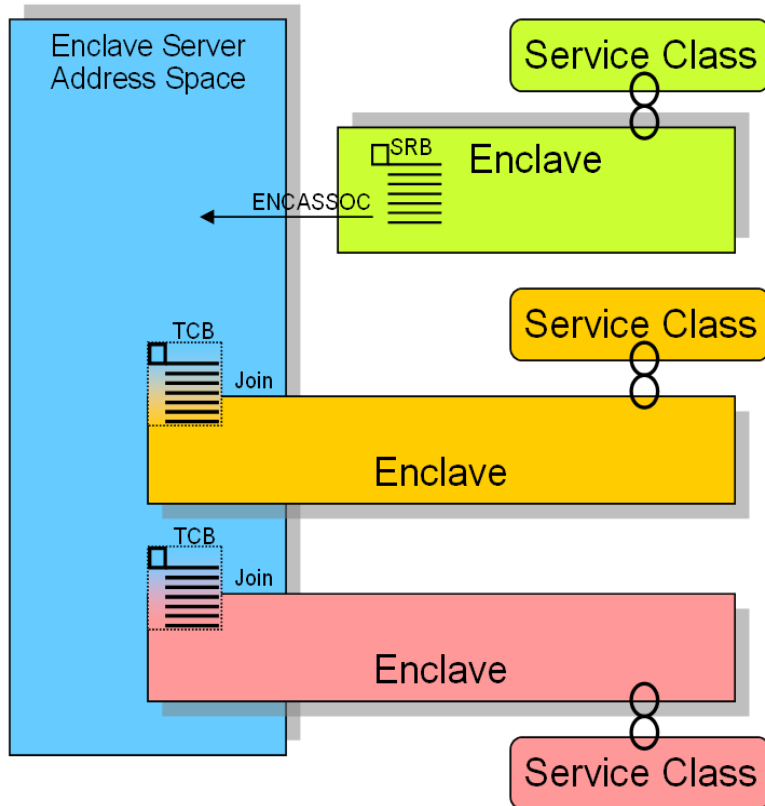 Enclave Server
Address Space
Service Class
SRB
Enclave
ENCASSOC
Service Class
TCB
Join
Enclave
TCB
Join
Enclave
Service Class